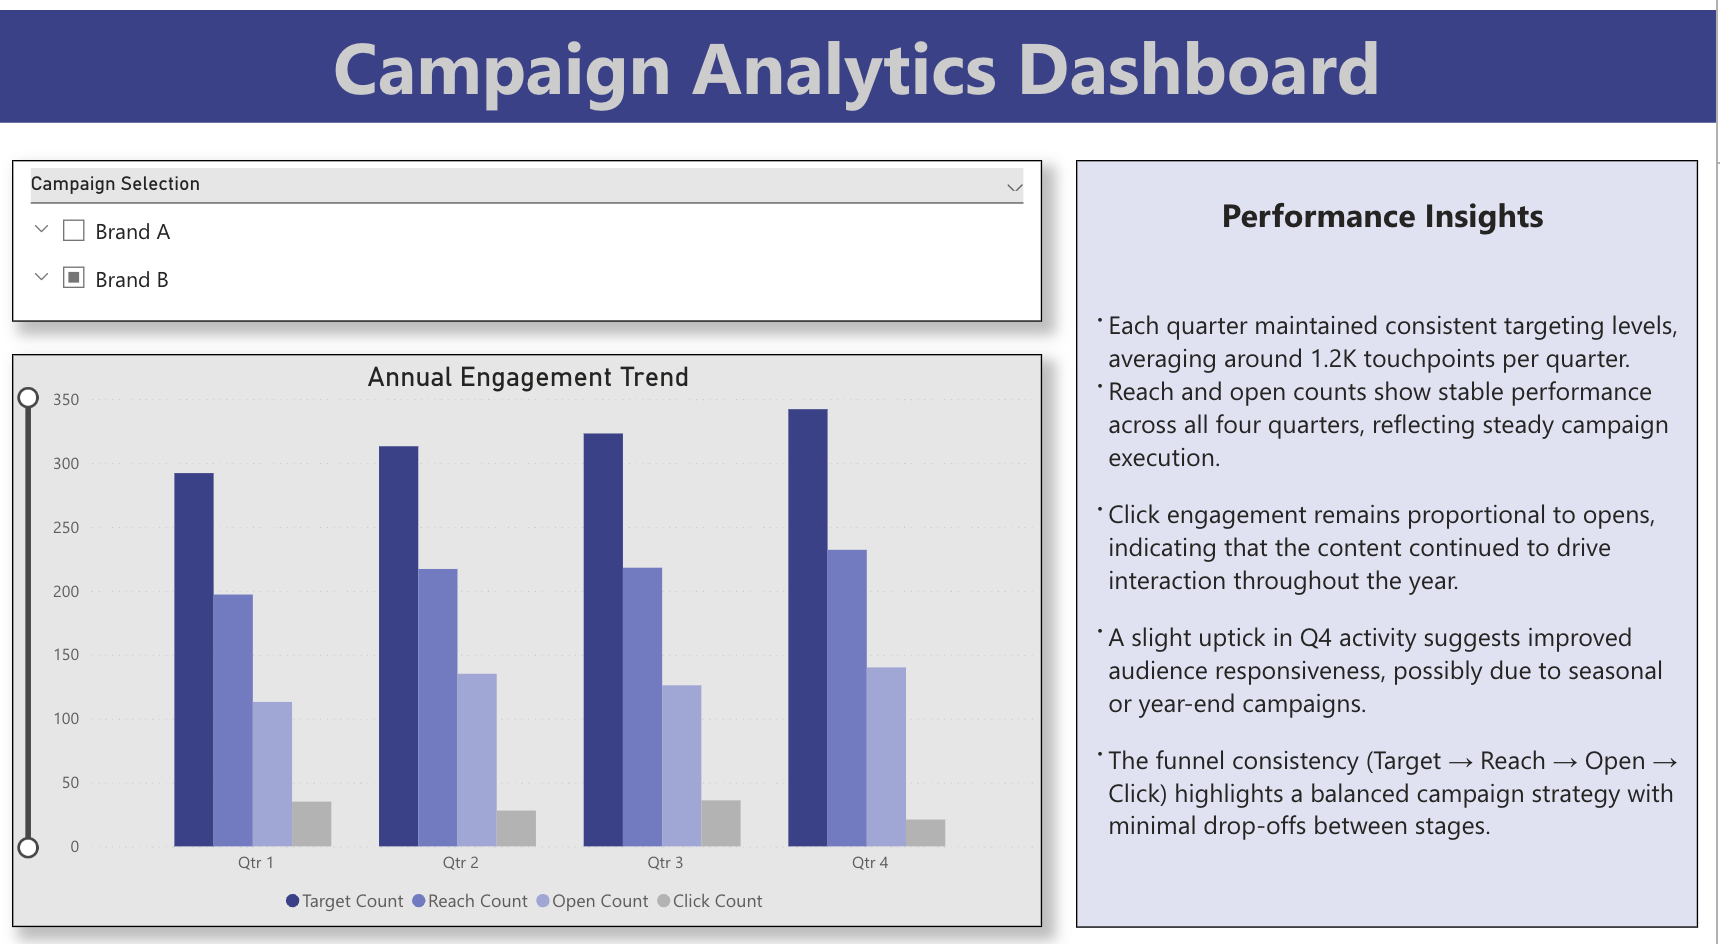 Campaign Analytics Dashboard
Campaign Selection
Brand A
Brand B
Annual Engagement Trend
350
300
250
200
150
100
50
0
Qtr 1 Qtr 2 Qtr 3 Qtr 4
Target Count Reach Count Open Count Click Count
Performance Insights
• Each quarter maintained consistent targeting levels,
averaging around 1.2K touchpoints per quarter.
• Reach and open counts show stable performance
across all four quarters, reflecting steady campaign
execution.
• Click engagement remains proportional to opens,
indicating that the content continued to drive
interaction throughout the year.
• A slight uptick in Q4 activity suggests improved
audience responsiveness, possibly due to seasonal
or year-end campaigns.
• The funnel consistency (Target → Reach → Open →
Click) highlights a balanced campaign strategy with
minimal drop-offs between stages.